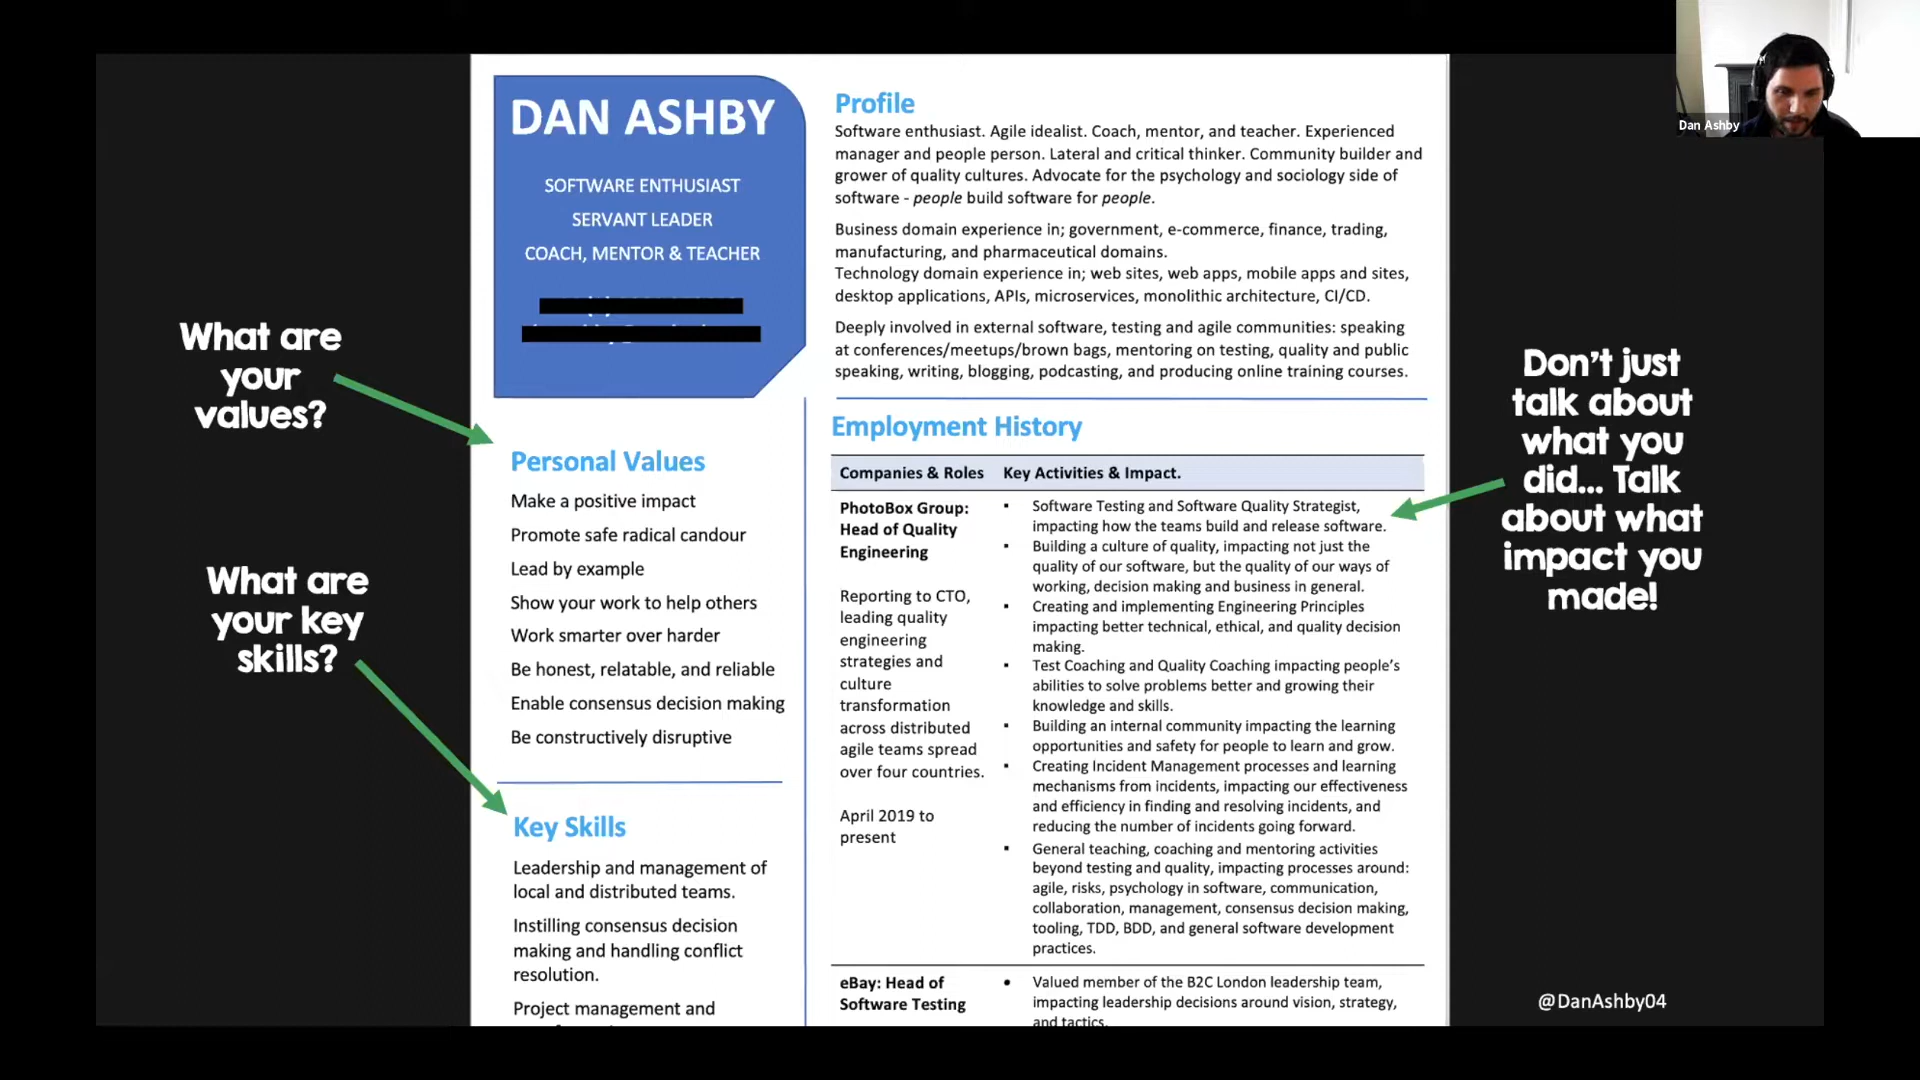 DAN ASHBY
SOFTWARE ENTHUSIAST
SERVANT LEADER
COACH, MENTOR & TEACHER
What are
your
values?
Personal Values
Make a positive impact
Promote safe radical candour
Lead by example
Show your work to help others
Work smarter over harder
Be honest, relatable, and reliable
Enable consensus decision making
Be constructively disruptive
What are
your key
skills?
Key Skills
Leadership and management of
local and distributed teams.
Instilling consensus decision
making and handling conflict
resolution.
Project management and
Profile
Software enthusiast. Agile idealist. Coach, mentor, and teacher. Experienced
manager and people person. Lateral and critical thinker. Community builder and
grower of quality cultures. Advocate for the psychology and sociology side of
software - people build software for people.
Business domain experience in; government, e-commerce, finance, trading,
manufacturing, and pharmaceutical domains.
Technology domain experience in; web sites, web apps, mobile apps and sites,
desktop applications, APIs, microservices, monolithic architecture, CI/CD.
Deeply involved in external software, testing and agile communities: speaking
at conferences/meetups/brown bags, mentoring on testing, quality and public
speaking, writing, blogging, podcasting, and producing online training courses.
Employment History
Companies & Roles
Key Activities & Impact.
PhotoBox Group:
Head of Quality
Engineering
Reporting to CTO,
leading quality
engineering
strategies and
culture
transformation
across distributed
agile teams spread
over four countries.
April 2019 to
present
▪ Software Testing and Software Quality Strategist,
impacting how the teams build and release software.
▪ Building a culture of quality, impacting not just the
quality of our software, but the quality of our ways of
working, decision making and business in general.
▪ Creating and implementing Engineering Principles
impacting better technical, ethical, and quality decision
making.
▪ Test Coaching and Quality Coaching impacting people's
abilities to solve problems better and growing their
knowledge and skills.
▪ Building an internal community impacting the learning
opportunities and safety for people to learn and grow.
▪ Creating Incident Management processes and learning
mechanisms from incidents, impacting our effectiveness
and efficiency in finding and resolving incidents, and
reducing the number of incidents going forward.
▪ General teaching, coaching and mentoring activities
beyond testing and quality, impacting processes around:
agile, risks, psychology in software, communication,
collaboration, management, consensus decision making,
tooling, TDD, BDD, and general software development
practices.
eBay: Head of
Software Testing
• Valued member of the B2C London leadership team,
impacting leadership decisions around vision, strategy,
and tactics.
Don't just
talk about
what you
did... Talk
about what
impact you
made!
@DanAshby04
Dan Ashby